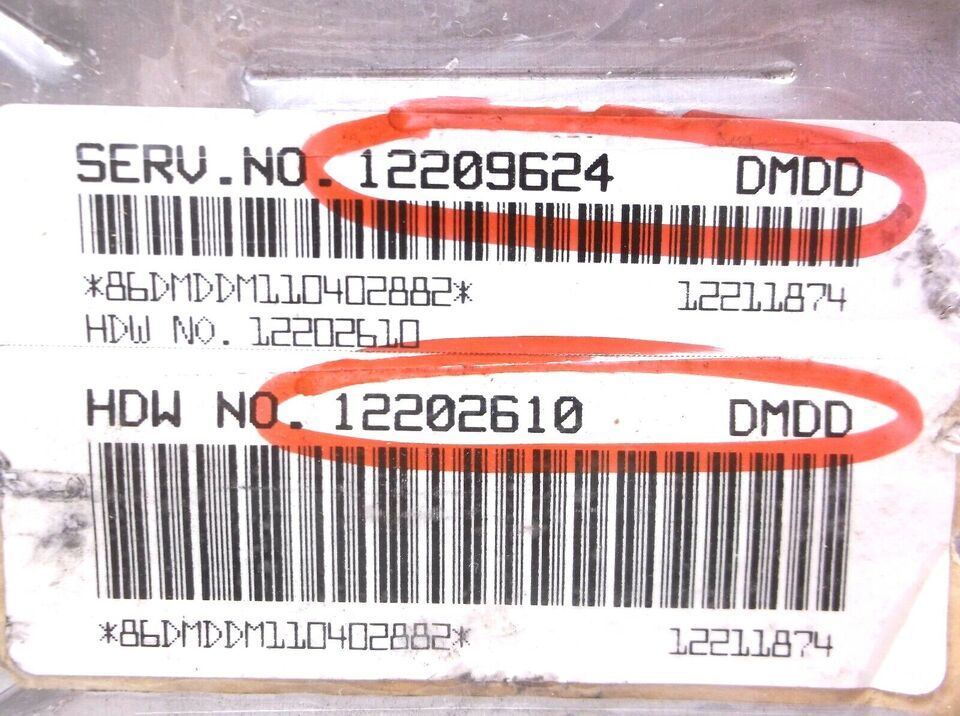 SERV.NO. 12209624 DMDD
*86DMDDM110402882* 12211874
HDW NO. 12202610
HDW NO. 12202610 DMDD
*86DMDDM110402882* 12211874